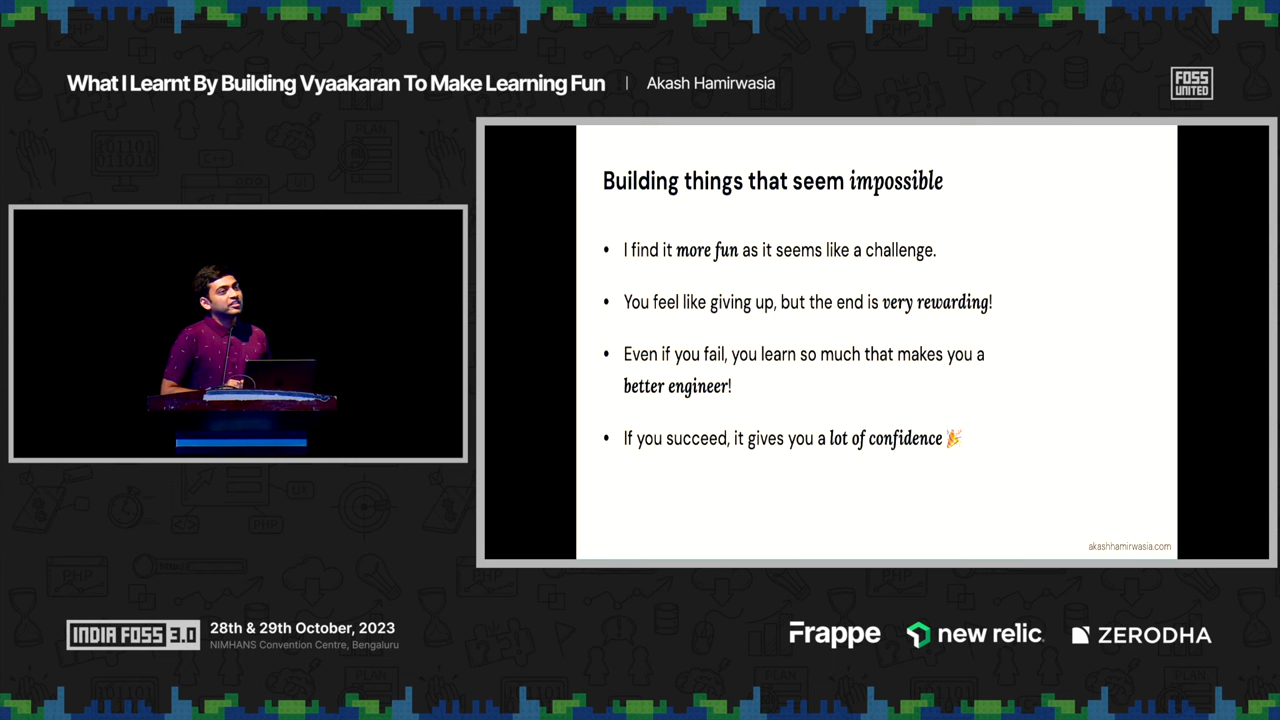 What I Learnt By Building Vyaakaran To Make Learning Fun | Akash Hamirwasia
FOSS
UNITED
Building things that seem impossible
• I find it more fun as it seems like a challenge.
• You feel like giving up, but the end is very rewarding!
• Even if you fail, you learn so much that makes you a
better engineer!
• If you succeed, it gives you a lot of confidence 🎉
akashhamirwasia.com
INDIA FOSS 3.0
28th & 29th October, 2023
NIMHANS Convention Centre, Bengaluru
Frappe
new relic
ZERODHA